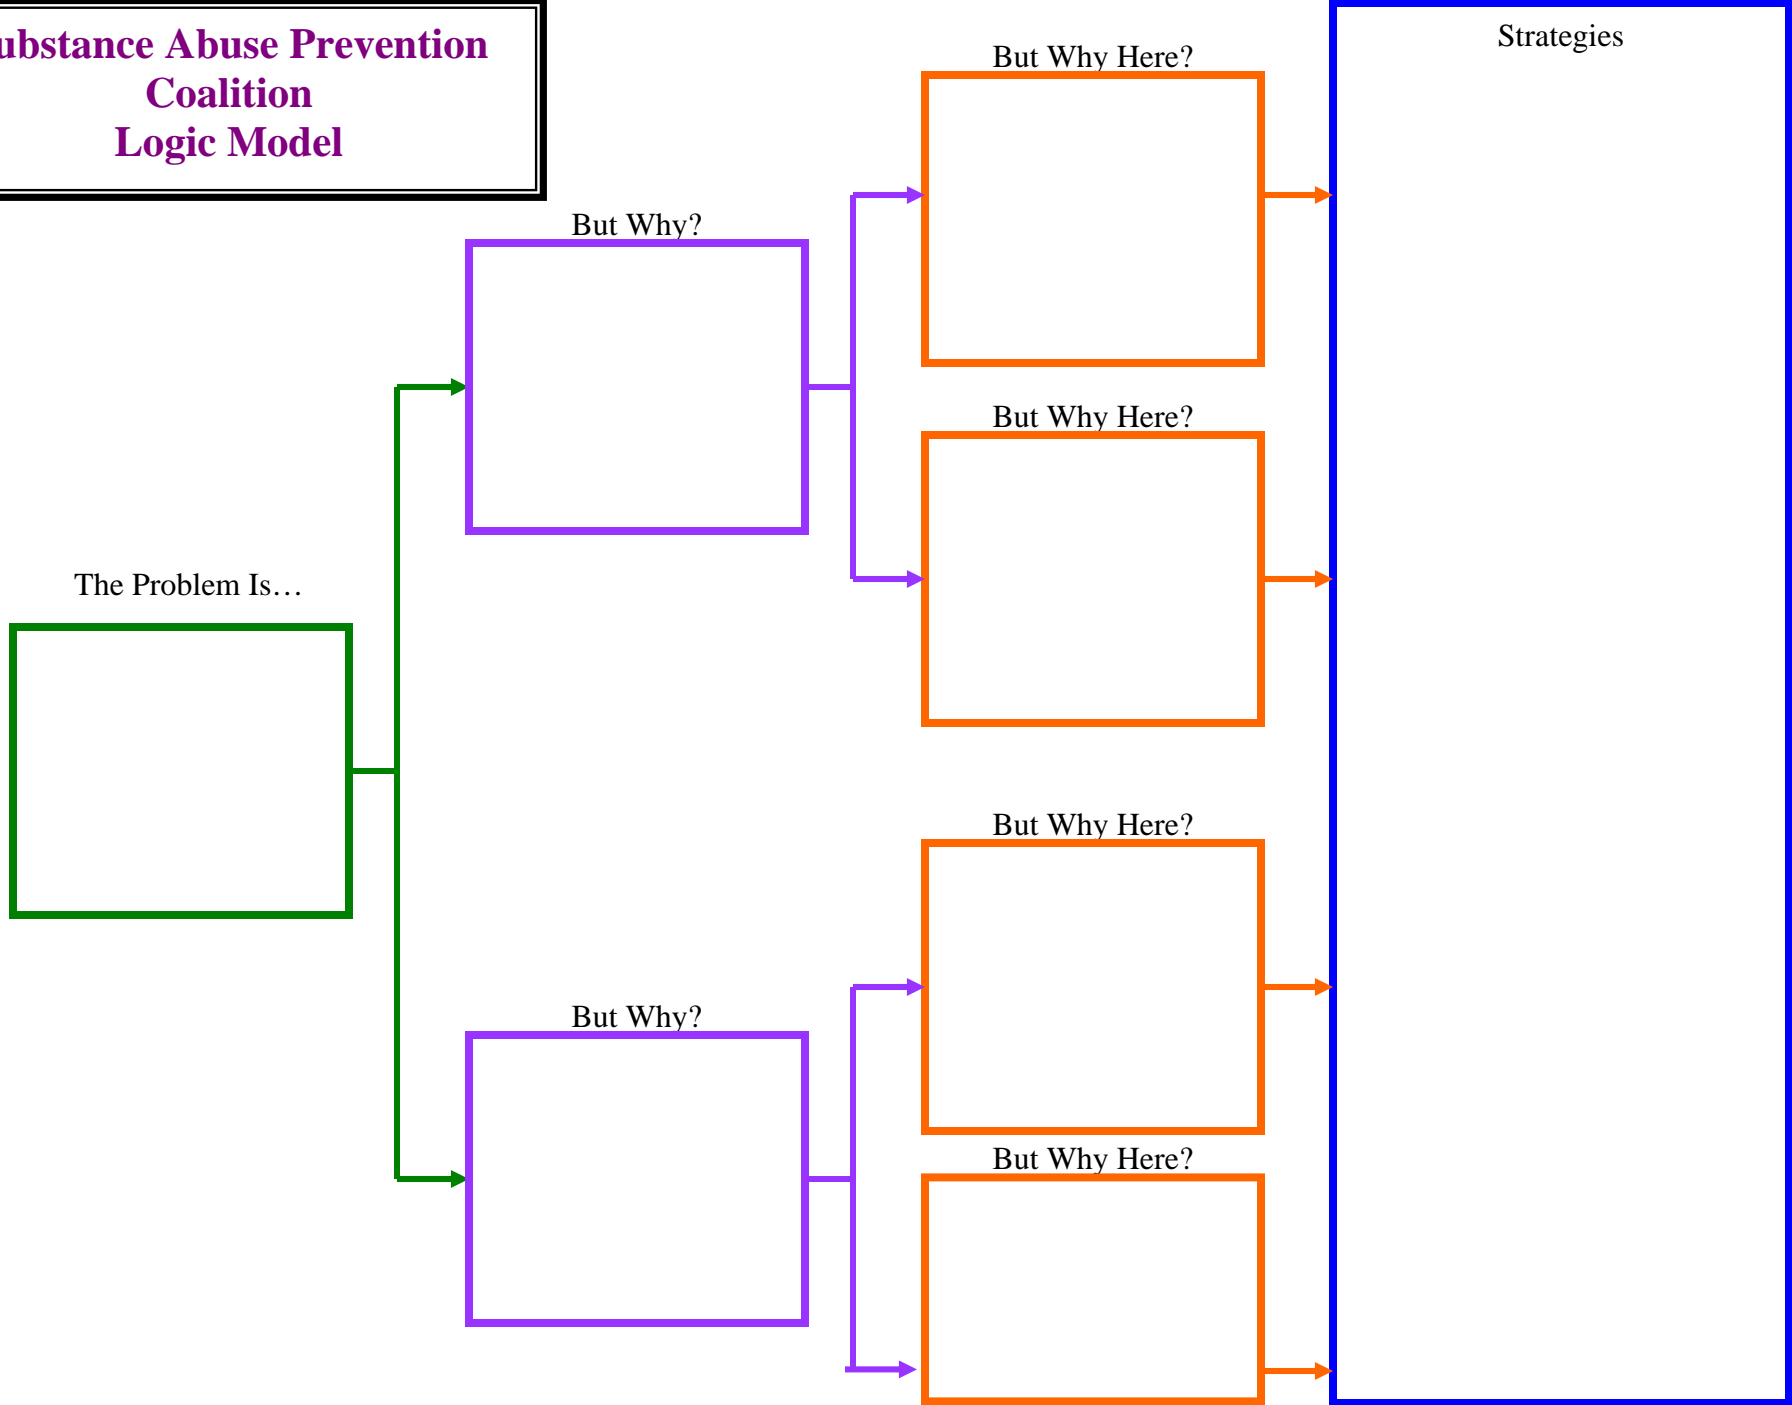 ubstance Abuse Prevention
Coalition
Logic Model
Strategies
But Why Here?
But Why?
But Why Here?
The Problem Is…
But Why Here?
But Why?
But Why Here?